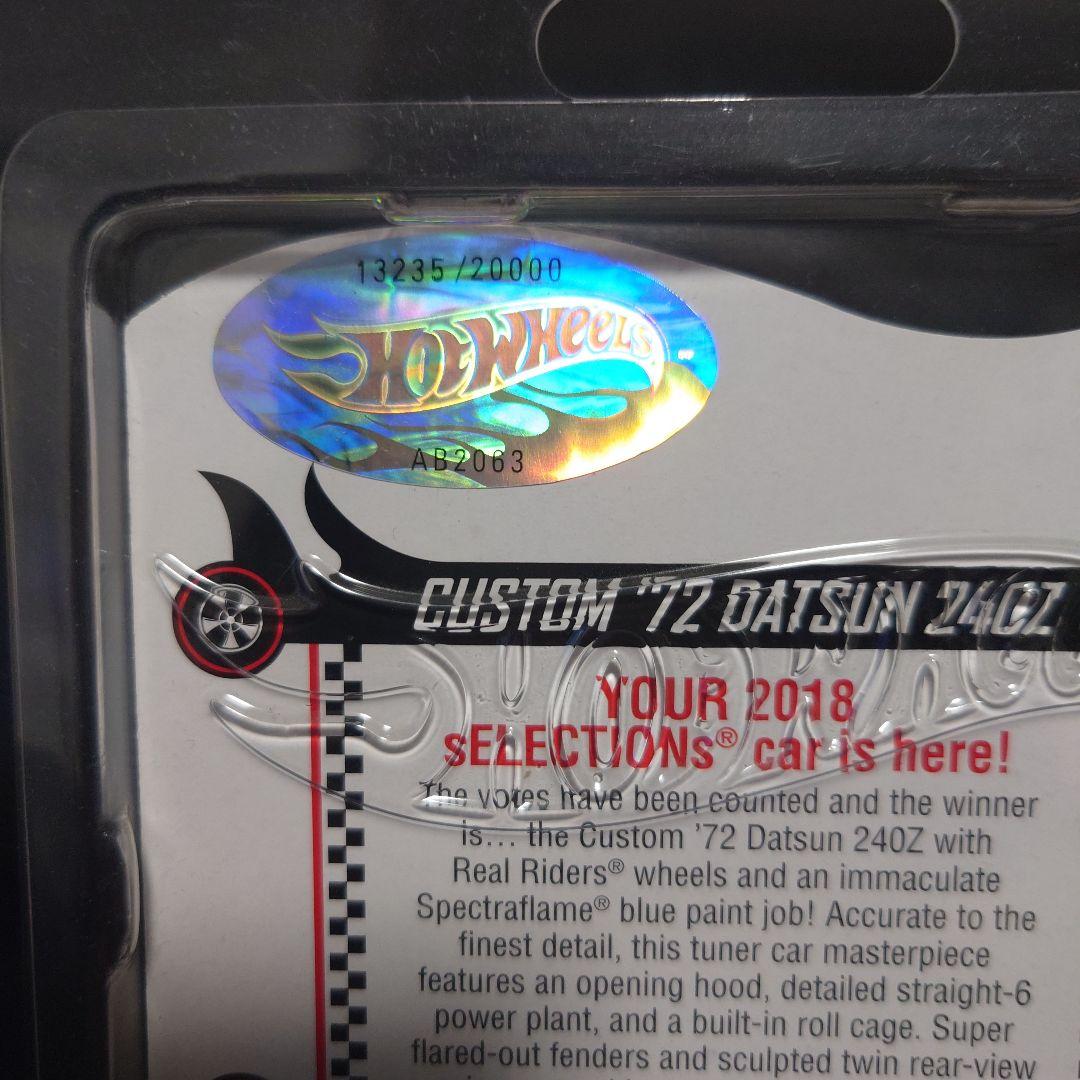 13235/20000
HOT WHEELS ™
AB2063
CUSTOM '72 DATSUN 240Z
YOUR 2018
sELECTIONs® car is here!
The votes have been counted and the winner
is... the Custom '72 Datsun 240Z with
Real Riders® wheels and an immaculate
Spectraflame® blue paint job! Accurate to the
finest detail, this tuner car masterpiece
features an opening hood, detailed straight-6
power plant, and a built-in roll cage. Super
flared-out fenders and sculpted twin rear-view